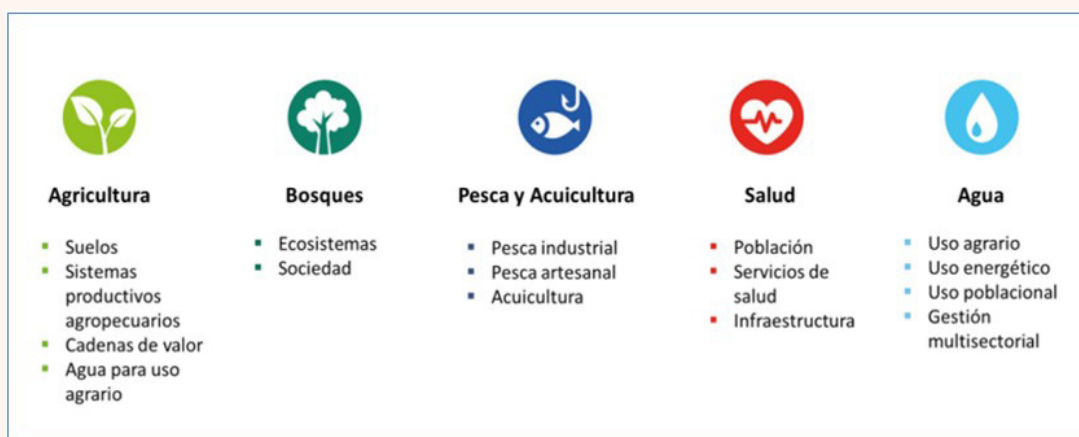 Agricultura
Suelos
Sistemas
productivos
agropecuarios
Cadenas de valor
Agua para uso
agrario
Bosques
Ecosistemas
Sociedad
Pesca y Acuicultura
Pesca industrial
Pesca artesanal
Acuicultura
Salud
Población
Servicios de
salud
Infraestructura
Agua
Uso agrario
Uso energético
Uso poblacional
Gestión
multisectorial